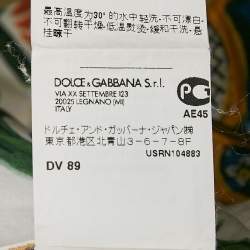 最高温度为30°的水中轻洗-不可漂白-
不可翻转干燥-低温熨烫-缓和干洗-悬
挂晾干
DOLCE & GABBANA S.r.l.
VIA XX SETTEMBRE 123
20025 LEGNANO (MI)
ITALY
AE45
ドルチェ・アンド・ガッバーナ・ジャパン㈱
東京都港区北青山3-6-7-8F
USRN104883
DV 89